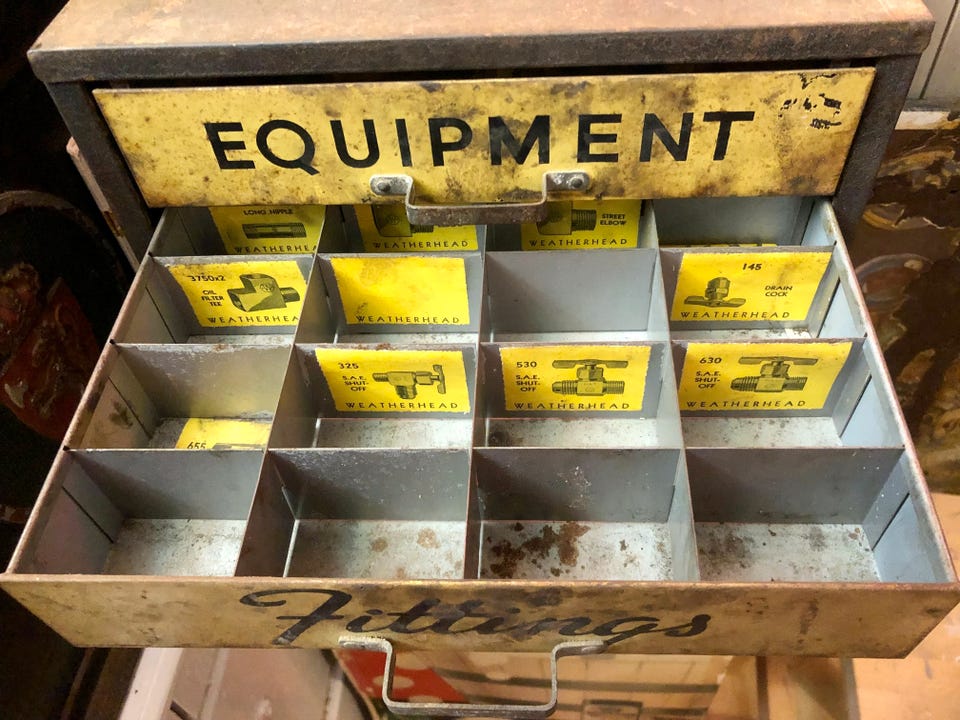 EQUIPMENT
LONG NIPPLE
WEATHERHEAD
WEATHERHEAD
STREET
ELBOW
WEATHERHEAD
3750x2
OIL
FILTER
TEE
WEATHERHEAD
WEATHERHEAD
145
DRAIN
COCK
WEATHERHEAD
325
S.A.E.
SHUT-
OFF
WEATHERHEAD
530
S.A.E.
SHUT-
OFF
WEATHERHEAD
630
S.A.E.
SHUT-
OFF
WEATHERHEAD
655
Fittings